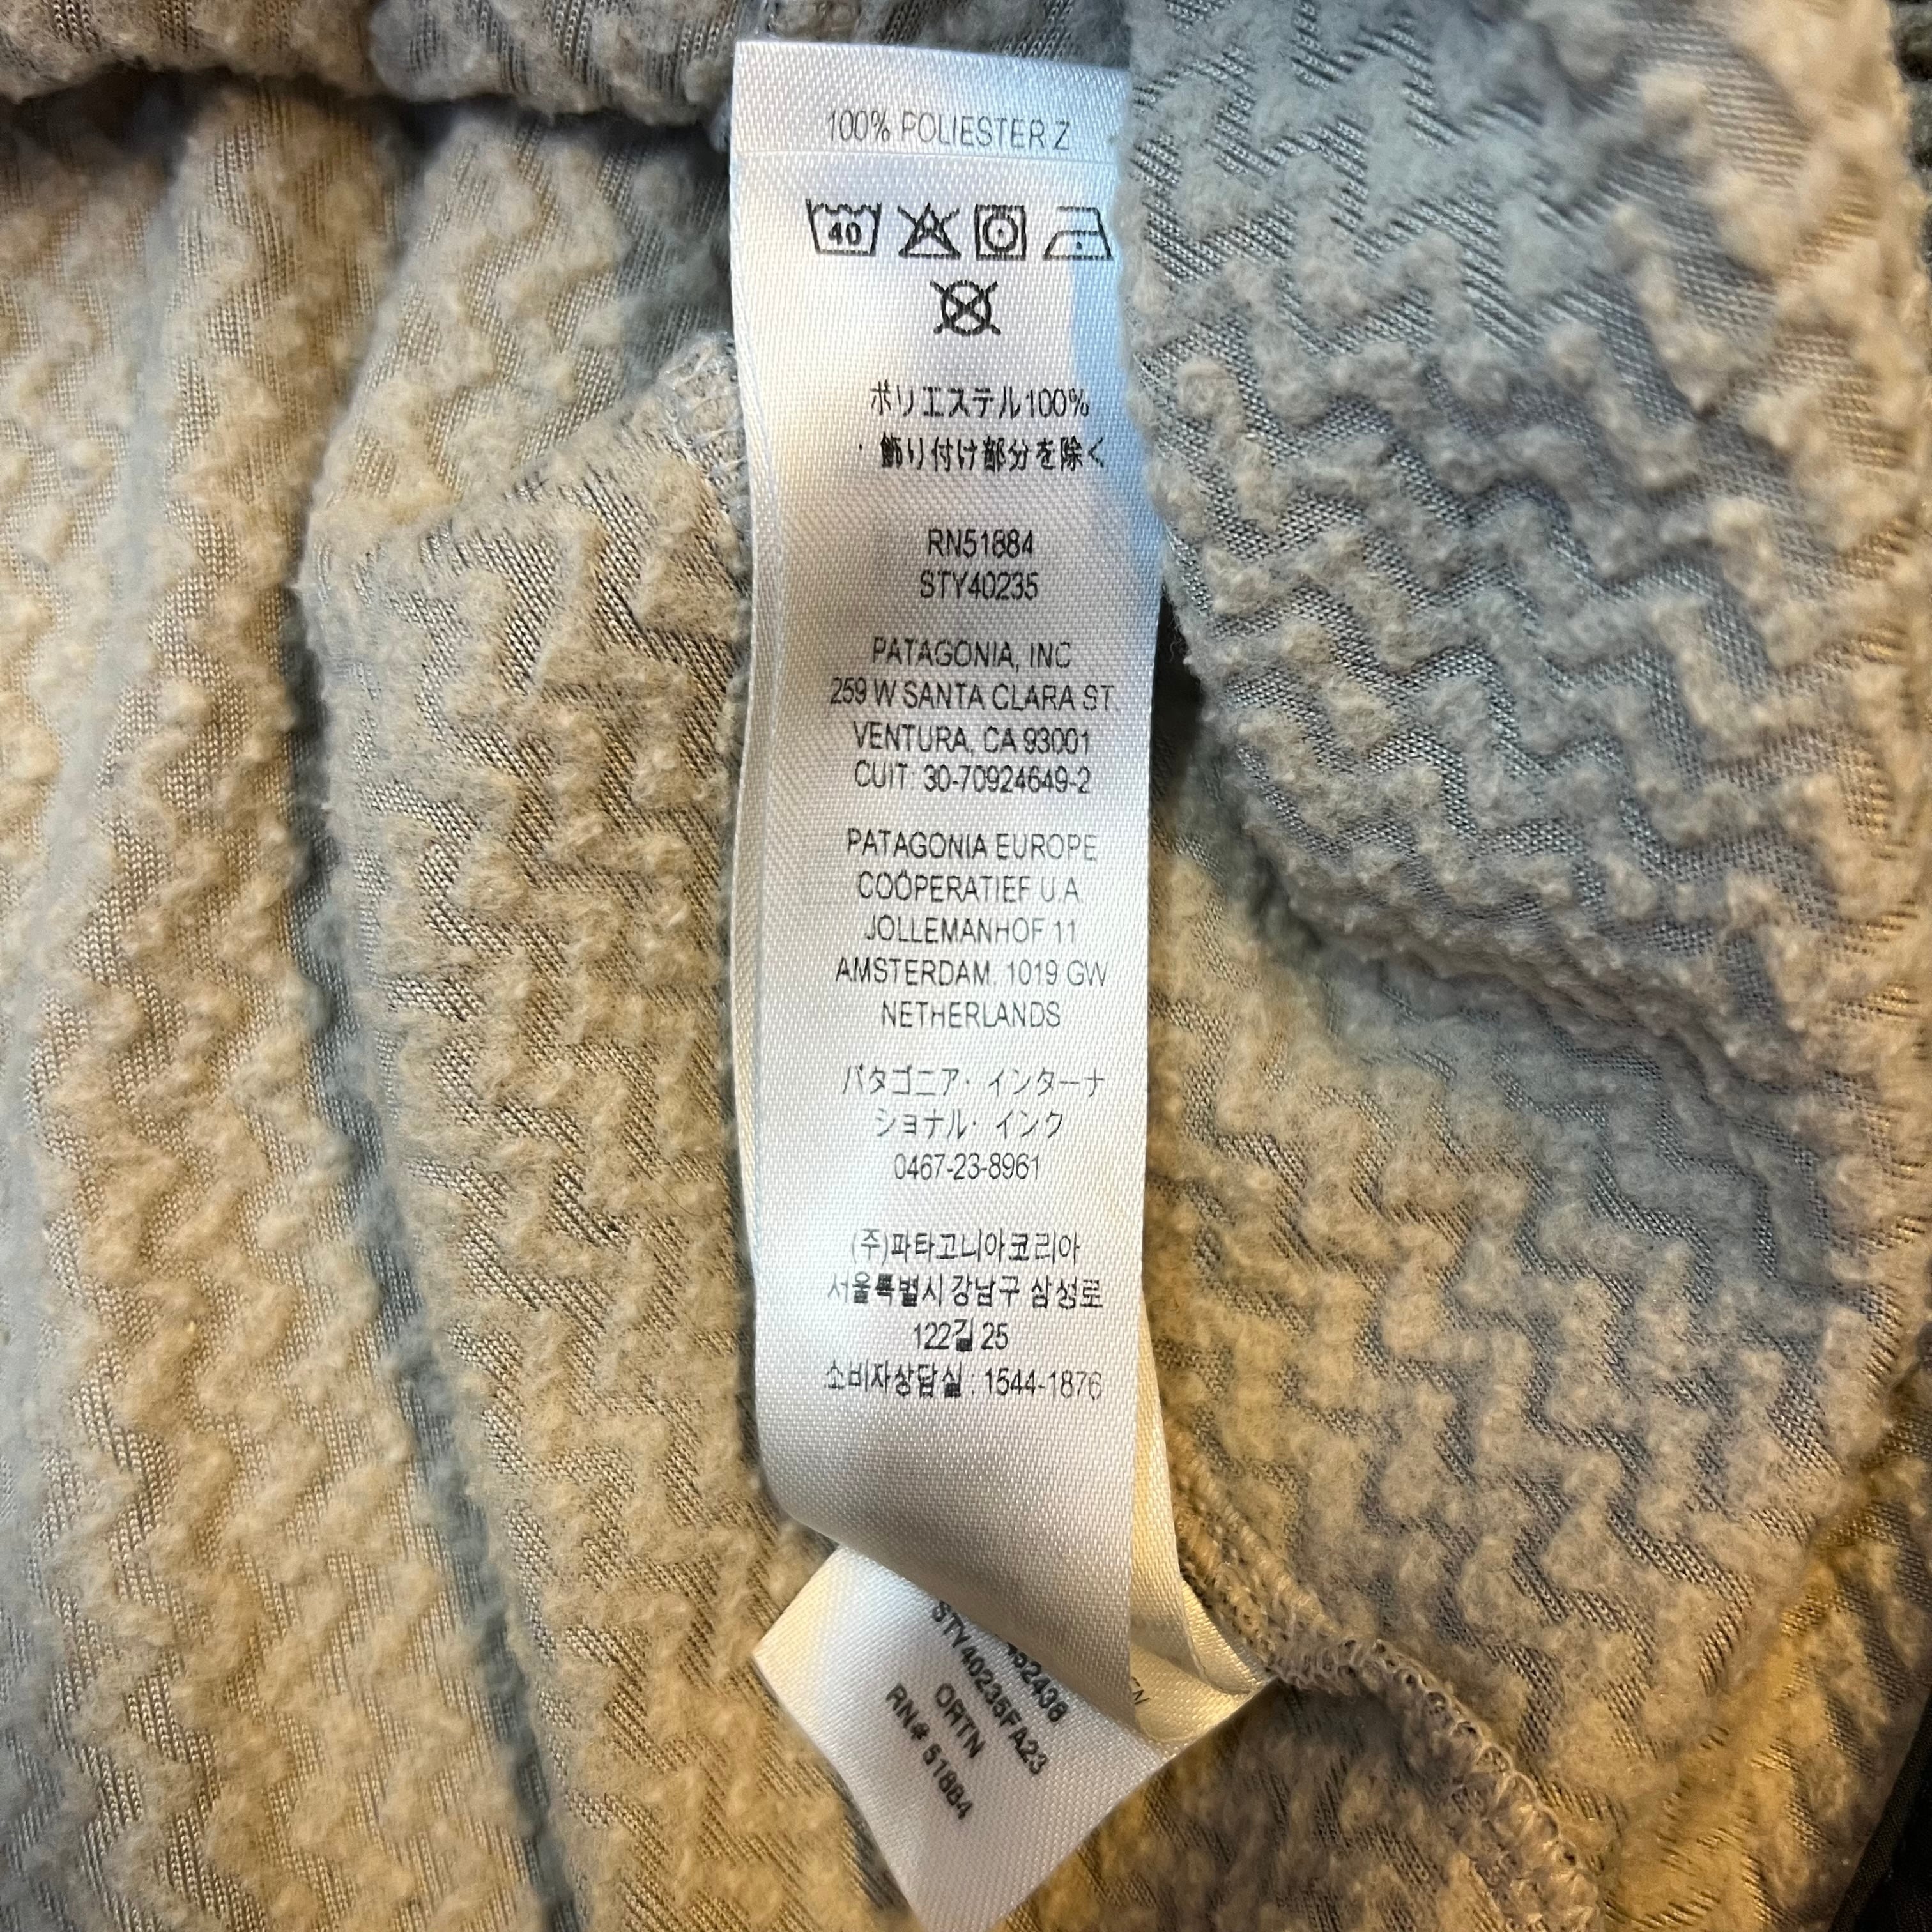 100% POLIESTER Z
40
ポリエステル100%
・飾り付け部分を除く
RN51884
STY40235
PATAGONIA, INC
259 W SANTA CLARA ST
VENTURA, CA 93001
CUIT: 30-70924649-2
PATAGONIA EUROPE
COÖPERATIEF U.A.
JOLLEMANHOF 11
AMSTERDAM, 1019 GW
NETHERLANDS
パタゴニア・インターナ
ショナル・インク
0467-23-8961
(주)파타고니아코리아
서울특별시 강남구 삼성로
122길 25
소비자상담실 : 1544-1876
STY40235FA23
ORTN
RN# 51884